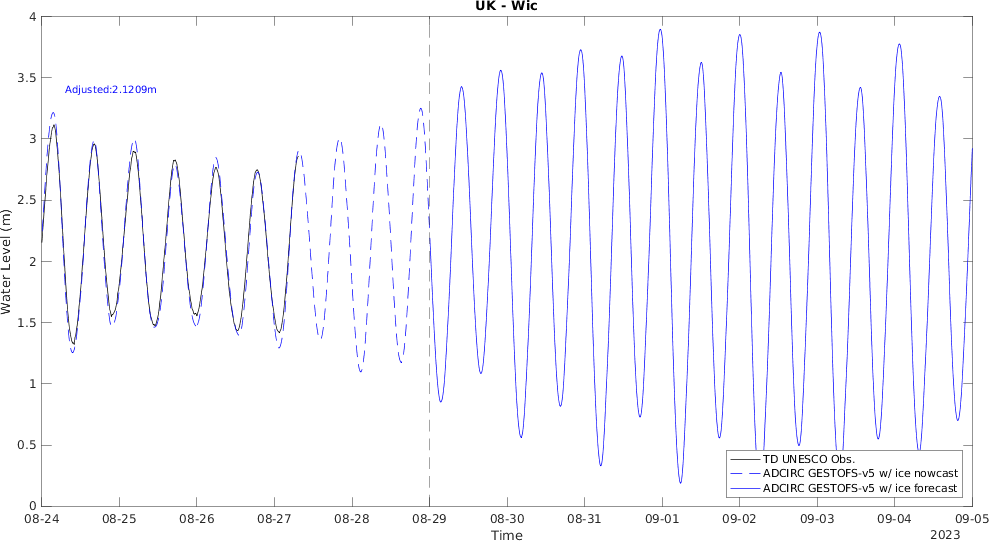 UK - Wic
4
3.5
3
2.5
2
1.5
1
0.5
0
Water Level (m)
Adjusted:2.1209m
TD UNESCO Obs.
ADCIRC GESTOFS-v5 w/ ice nowcast
ADCIRC GESTOFS-v5 w/ ice forecast
08-24 08-25 08-26 08-27 08-28 08-29 08-30 08-31 09-01 09-02 09-03 09-04 09-05
Time
2023